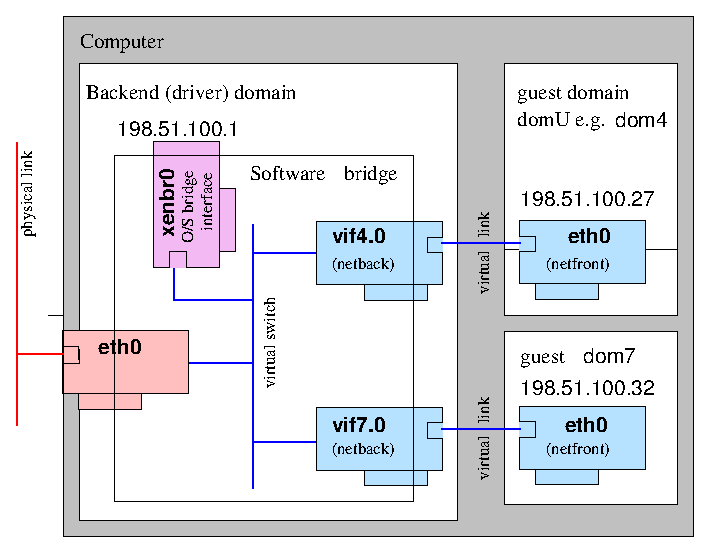 Computer
Backend (driver) domain
198.51.100.1
physical link
xenbr0
O/S bridge
interface
Software bridge
vif4.0
(netback)
virtual link
guest domain
domU e.g. dom4
198.51.100.27
eth0
(netfront)
eth0
virtual switch
vif7.0
(netback)
virtual link
guest dom7
198.51.100.32
eth0
(netfront)